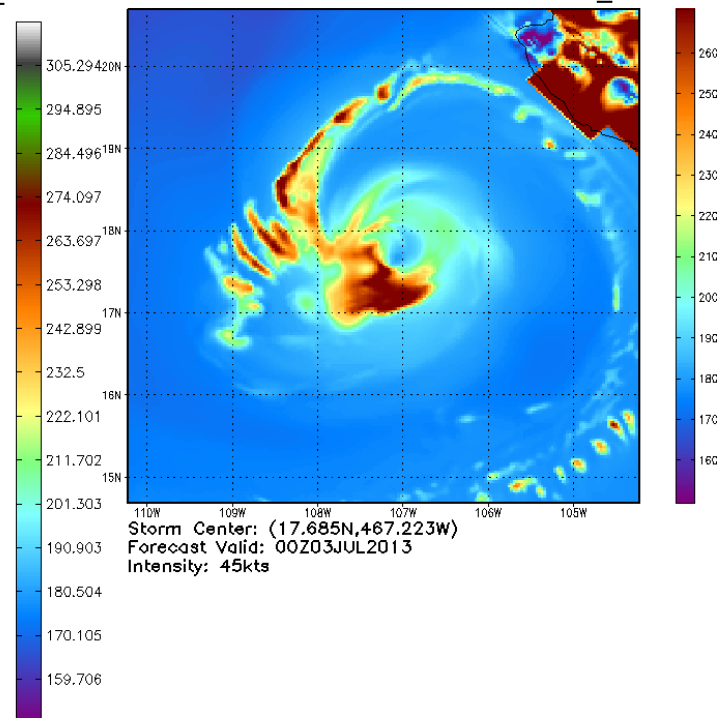 305.294
294.895
284.496
274.097
263.697
253.298
242.899
232.5
222.101
211.702
201.303
190.903
180.504
170.105
159.706
20N
19N
18N
17N
16N
15N
110W 109W 108W 107W 106W 105W
260
250
240
230
220
210
200
190
180
170
160
Storm Center: (17.685N,467.223W)
Forecast Valid: 00Z03JUL2013
Intensity: 45kts